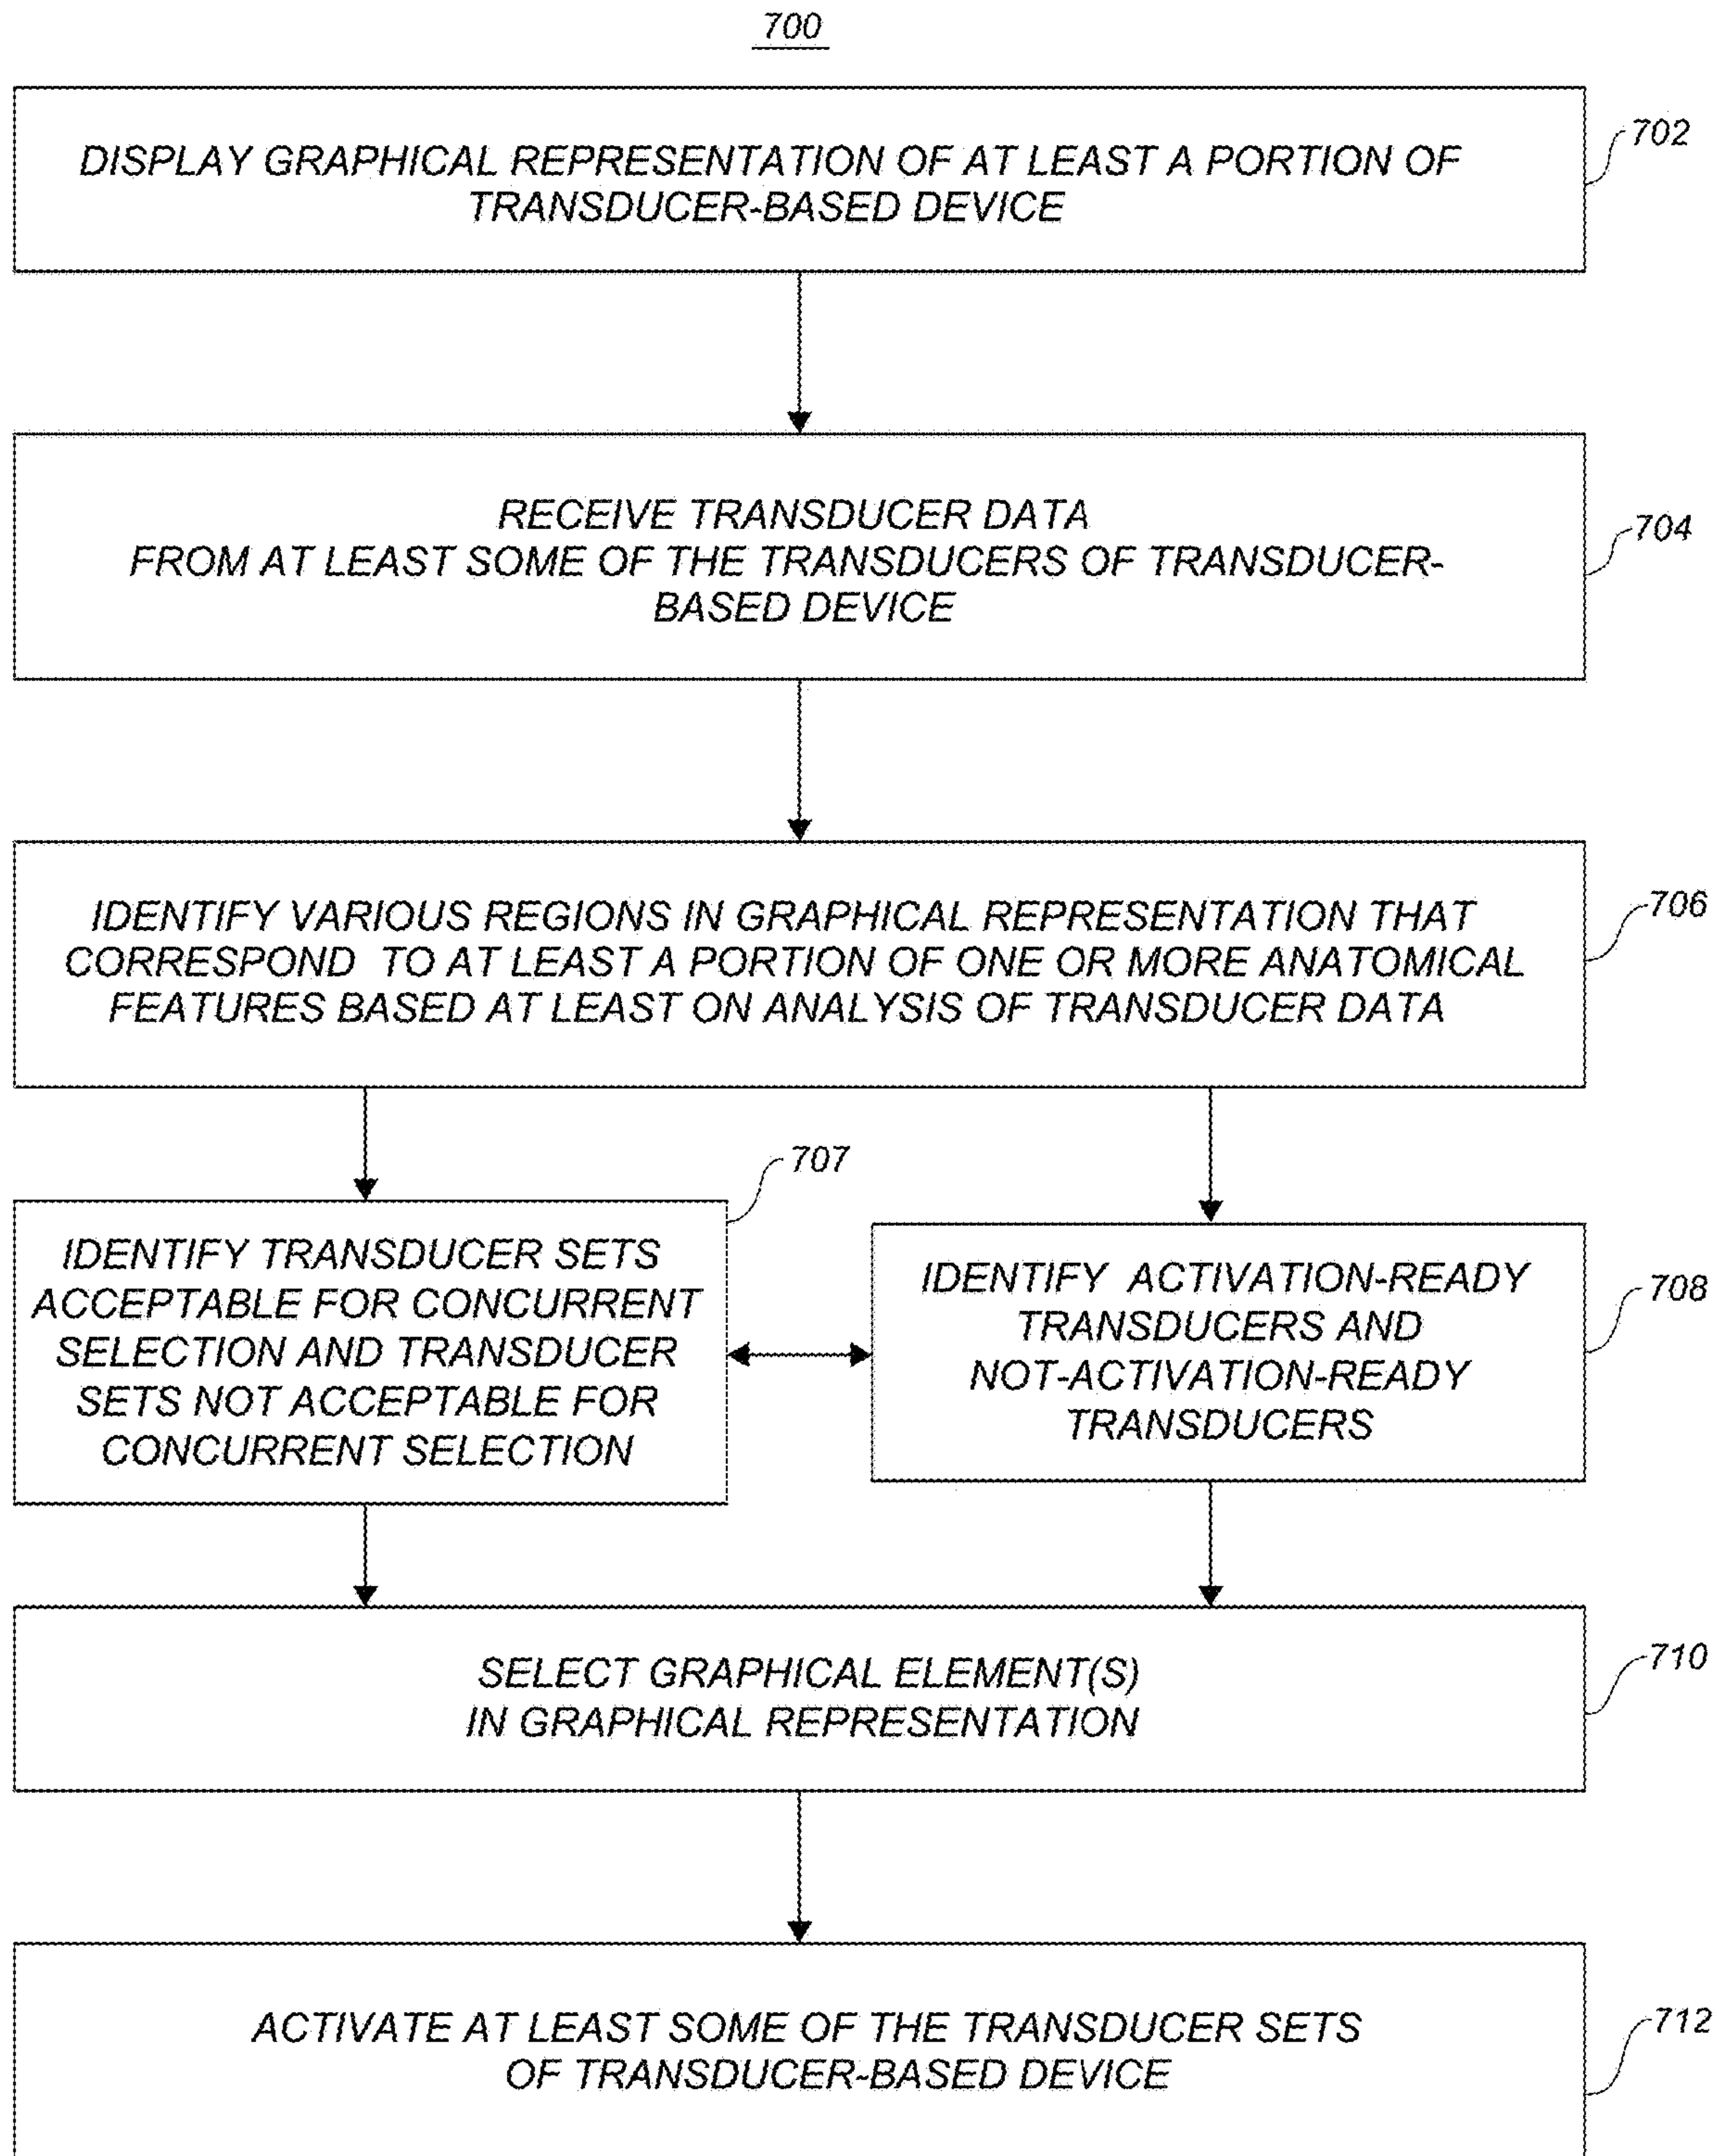 700
DISPLAY GRAPHICAL REPRESENTATION OF AT LEAST A PORTION OF
TRANSDUCER-BASED DEVICE
702
RECEIVE TRANSDUCER DATA
FROM AT LEAST SOME OF THE TRANSDUCERS OF TRANSDUCER-
BASED DEVICE
704
IDENTIFY VARIOUS REGIONS IN GRAPHICAL REPRESENTATION THAT
CORRESPOND TO AT LEAST A PORTION OF ONE OR MORE ANATOMICAL
FEATURES BASED AT LEAST ON ANALYSIS OF TRANSDUCER DATA
706
707
IDENTIFY TRANSDUCER SETS
ACCEPTABLE FOR CONCURRENT
SELECTION AND TRANSDUCER
SETS NOT ACCEPTABLE FOR
CONCURRENT SELECTION
IDENTIFY ACTIVATION-READY
TRANSDUCERS AND
NOT-ACTIVATION-READY
TRANSDUCERS
708
SELECT GRAPHICAL ELEMENT(S)
IN GRAPHICAL REPRESENTATION
710
ACTIVATE AT LEAST SOME OF THE TRANSDUCER SETS
OF TRANSDUCER-BASED DEVICE
712